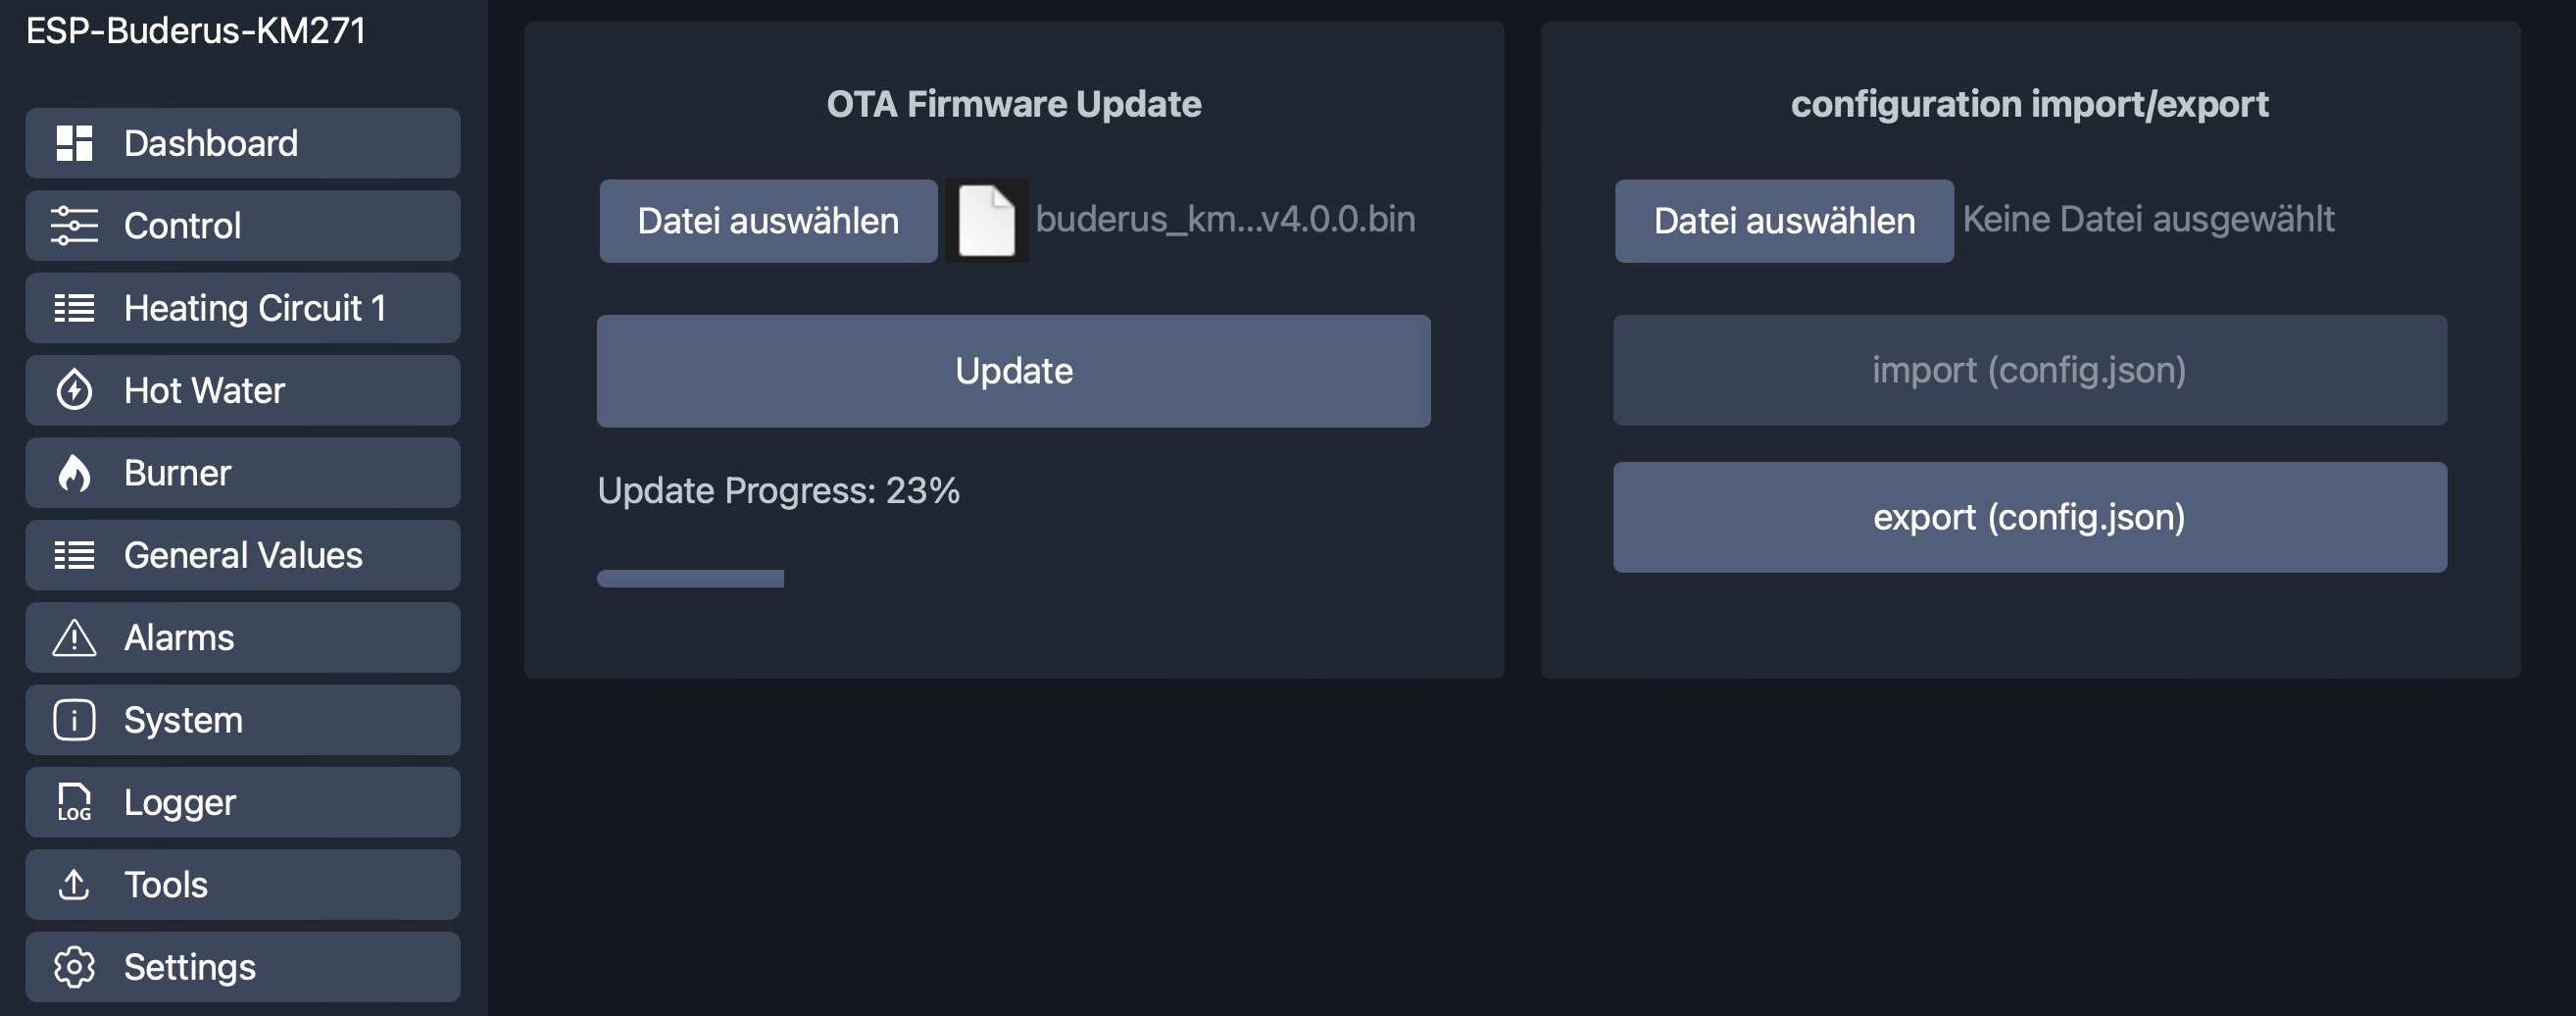 ESP-Buderus-KM271
Dashboard
Control
Heating Circuit 1
Hot Water
Burner
General Values
Alarms
System
LOG
Logger
Tools
Settings
OTA Firmware Update
Datei auswählen
buderus_km...v4.0.0.bin
Update
Update Progress: 23%
configuration import/export
Datei auswählen
Keine Datei ausgewählt
import (config.json)
export (config.json)